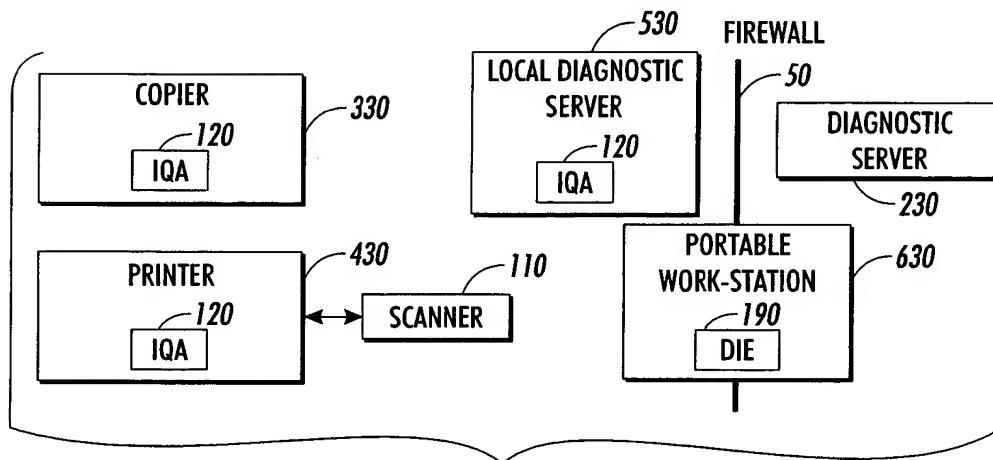 COPIER
330
120
IQA
PRINTER
430
120
IQA
110
SCANNER
530
LOCAL DIAGNOSTIC
SERVER
120
IQA
FIREWALL
50
DIAGNOSTIC
SERVER
230
PORTABLE
WORK-STATION
630
190
DIE